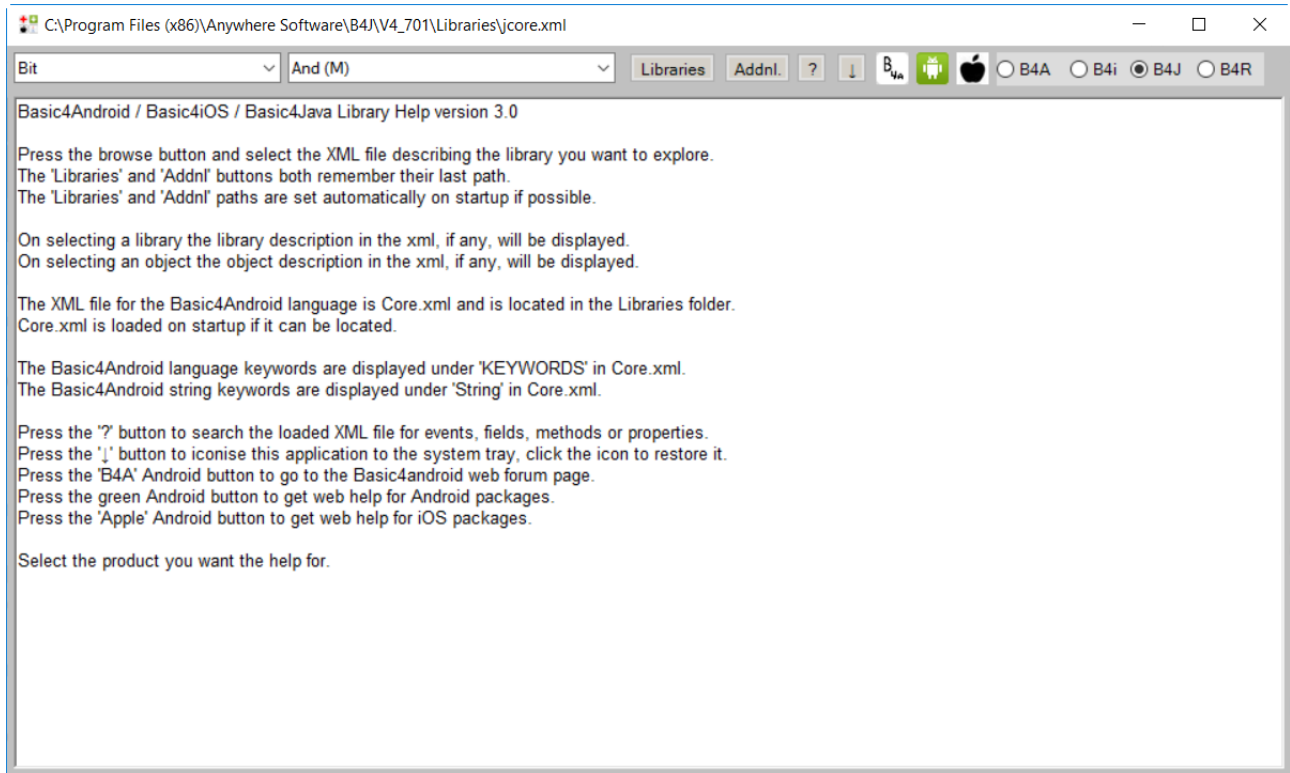 C:\Program Files (x86)\Anywhere Software\B4J\V4_701\Libraries\jcore.xml
Bit And (M) Libraries Addnl. ? ↓ B4A B4A B4i B4J B4R
Basic4Android / Basic4iOS / Basic4Java Library Help version 3.0
Press the browse button and select the XML file describing the library you want to explore.
The 'Libraries' and 'Addnl' buttons both remember their last path.
The 'Libraries' and 'Addnl' paths are set automatically on startup if possible.
On selecting a library the library description in the xml, if any, will be displayed.
On selecting an object the object description in the xml, if any, will be displayed.
The XML file for the Basic4Android language is Core.xml and is located in the Libraries folder.
Core.xml is loaded on startup if it can be located.
The Basic4Android language keywords are displayed under 'KEYWORDS' in Core.xml.
The Basic4Android string keywords are displayed under 'String' in Core.xml.
Press the '?' button to search the loaded XML file for events, fields, methods or properties.
Press the '↓' button to iconise this application to the system tray, click the icon to restore it.
Press the 'B4A' Android button to go to the Basic4android web forum page.
Press the green Android button to get web help for Android packages.
Press the 'Apple' Android button to get web help for iOS packages.
Select the product you want the help for.